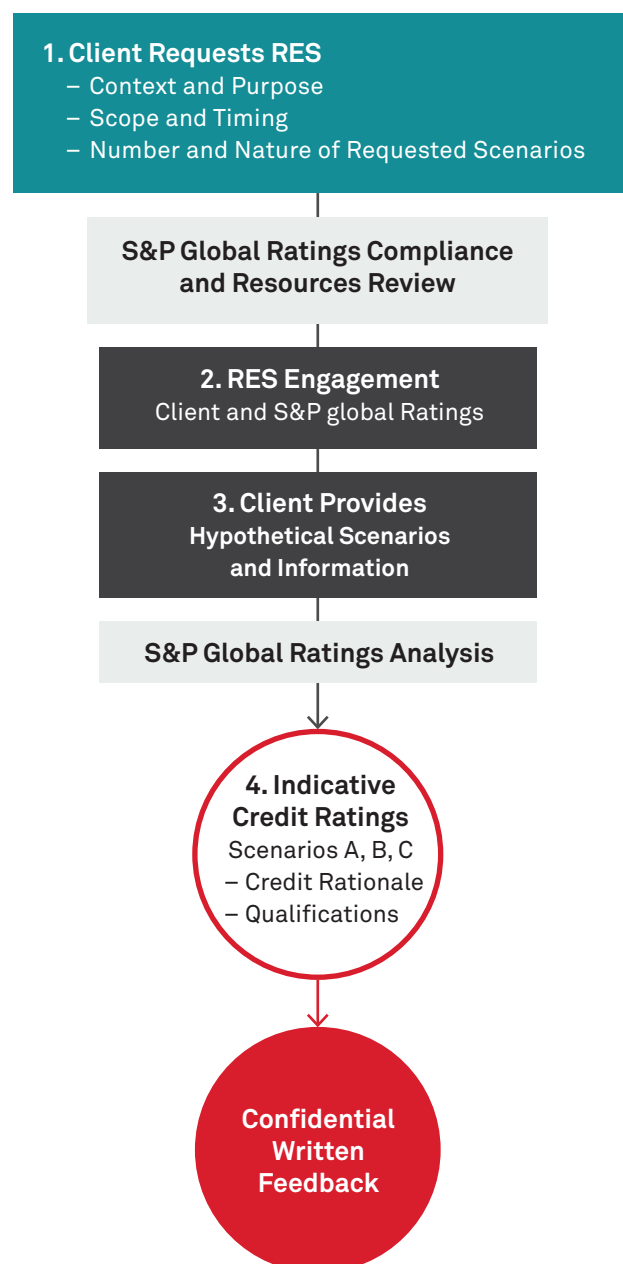 1. Client Requests RES
– Context and Purpose
– Scope and Timing
– Number and Nature of Requested Scenarios
S&P Global Ratings Compliance
and Resources Review
2. RES Engagement
Client and S&P global Ratings
3. Client Provides
Hypothetical Scenarios
and Information
S&P Global Ratings Analysis
4. Indicative
Credit Ratings
Scenarios A, B, C
– Credit Rationale
– Qualifications
Confidential
Written
Feedback